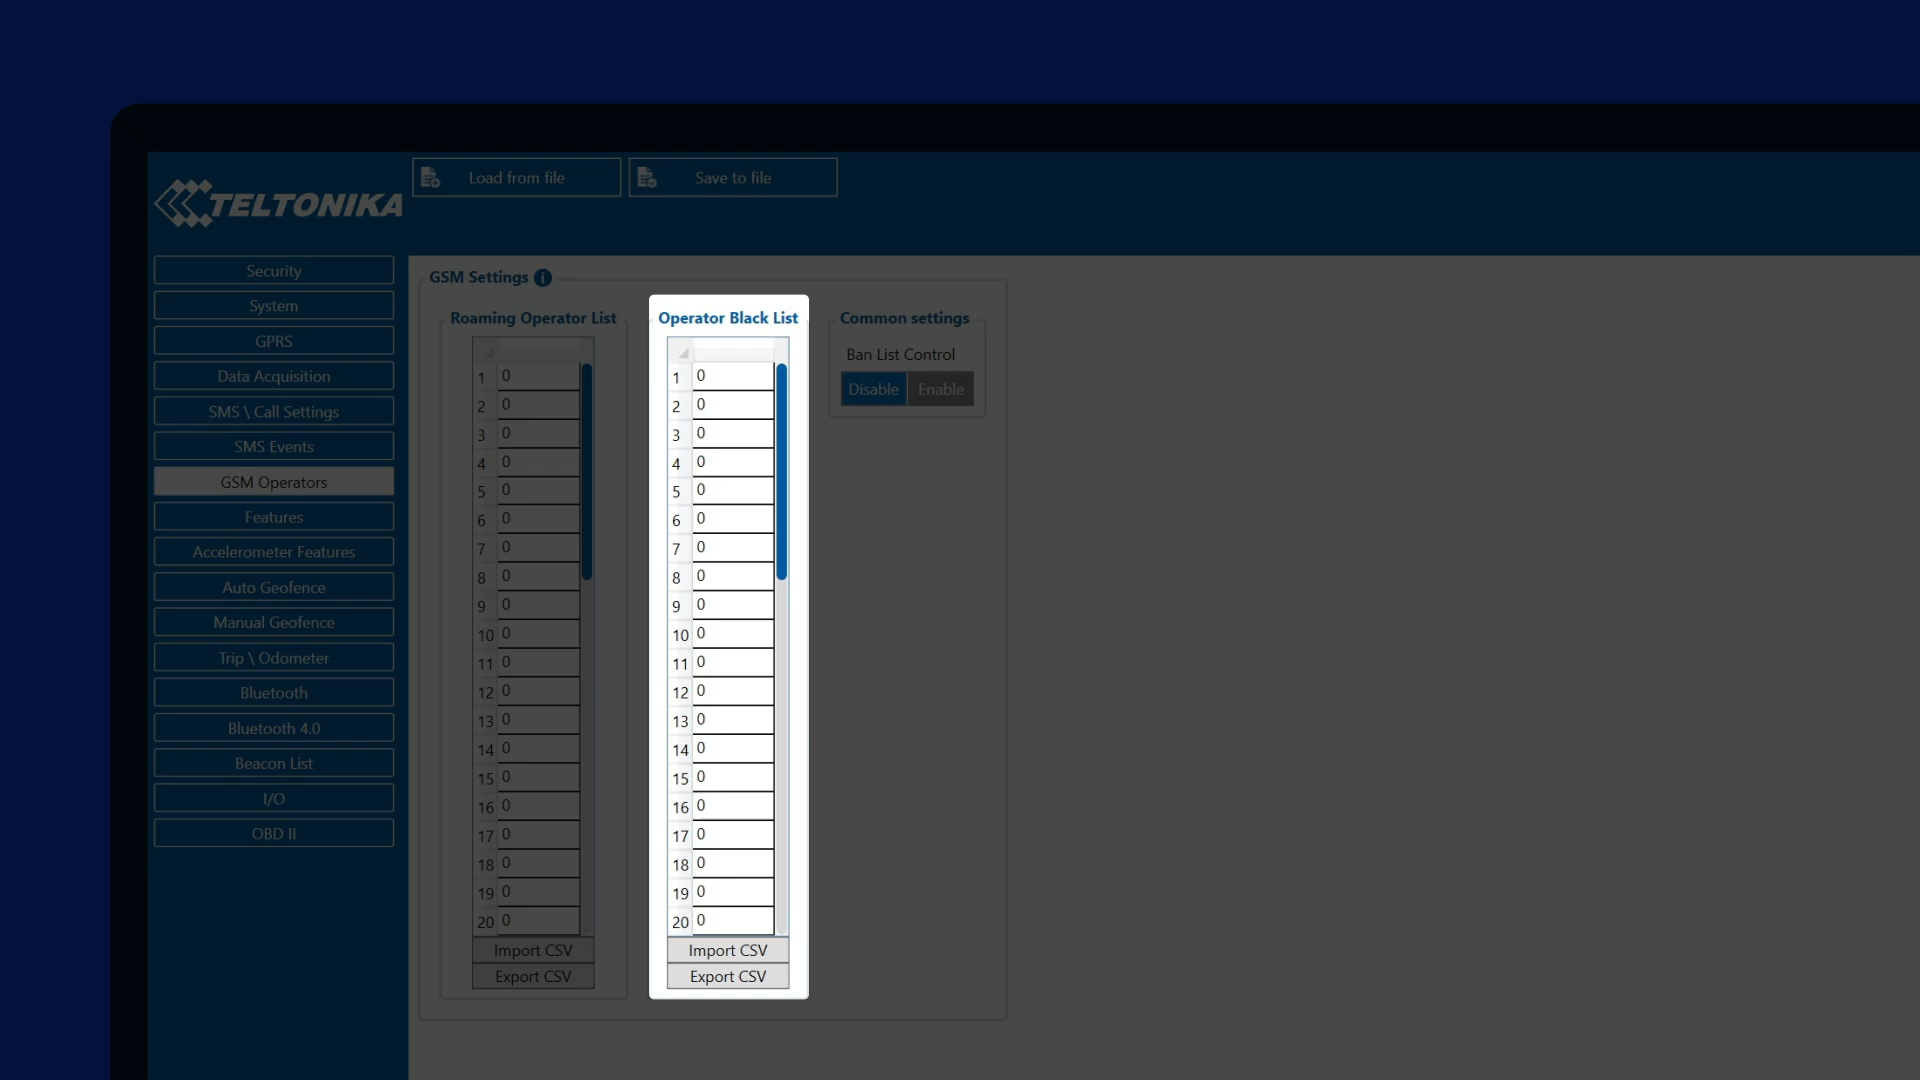 TELTONIKA
Load from file
Save to file
Security
System
GPRS
Data Acquisition
SMS \ Call Settings
SMS Events
GSM Operators
Features
Accelerometer Features
Auto Geofence
Manual Geofence
Trip \ Odometer
Bluetooth
Bluetooth 4.0
Beacon List
I/O
OBD II
GSM Settings i
Roaming Operator List
1 0
2 0
3 0
4 0
5 0
6 0
7 0
8 0
9 0
10 0
11 0
12 0
13 0
14 0
15 0
16 0
17 0
18 0
19 0
20 0
Import CSV
Export CSV
Operator Black List
1 0
2 0
3 0
4 0
5 0
6 0
7 0
8 0
9 0
10 0
11 0
12 0
13 0
14 0
15 0
16 0
17 0
18 0
19 0
20 0
Import CSV
Export CSV
Common settings
Ban List Control
Disable Enable